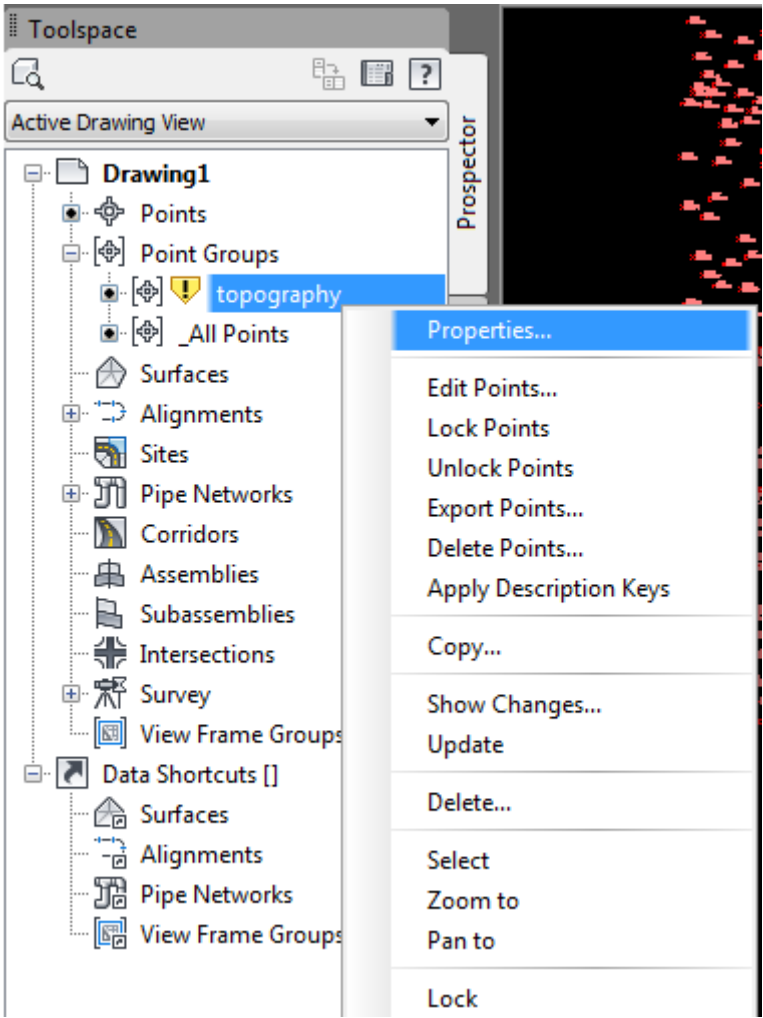 Toolspace
?
Active Drawing View
Prospector
Drawing1
Points
Point Groups
topography
_All Points
Surfaces
Alignments
Sites
Pipe Networks
Corridors
Assemblies
Subassemblies
Intersections
Survey
View Frame Groups
Data Shortcuts []
Surfaces
Alignments
Pipe Networks
View Frame Groups
Properties...
Edit Points...
Lock Points
Unlock Points
Export Points...
Delete Points...
Apply Description Keys
Copy...
Show Changes...
Update
Delete...
Select
Zoom to
Pan to
Lock